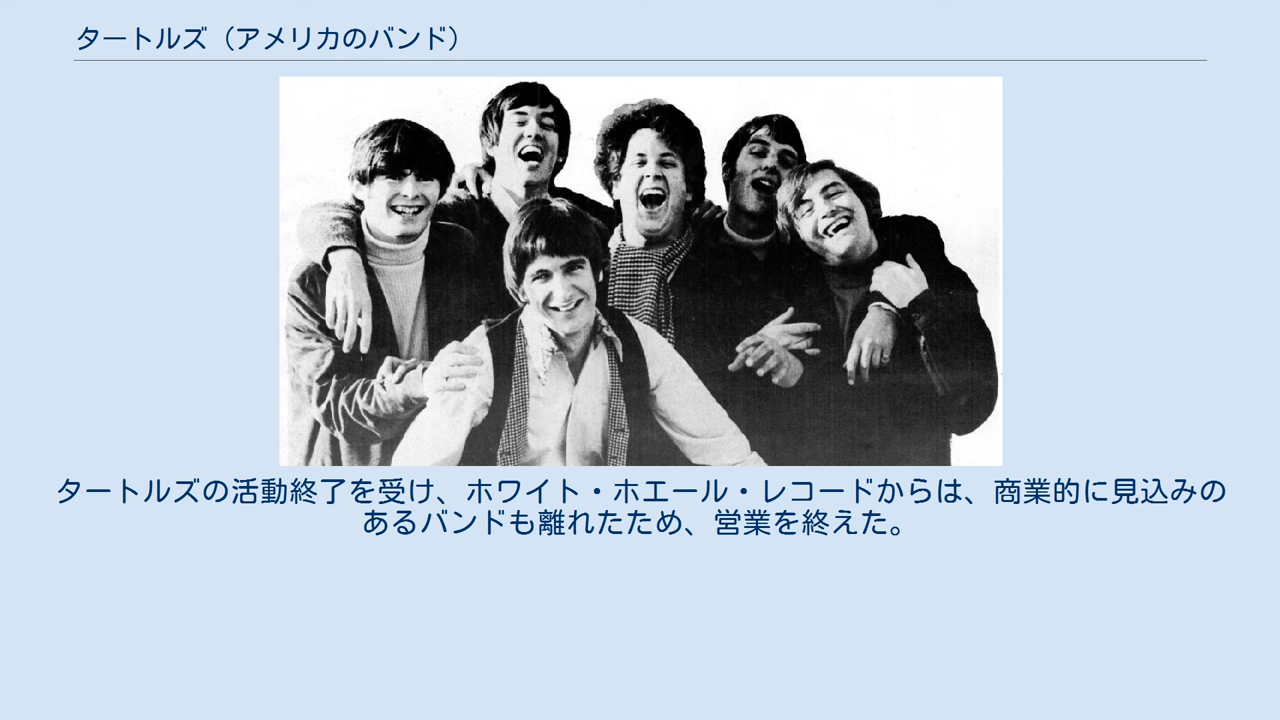 タートルズ（アメリカのバンド）
タートルズの活動終了を受け、ホワイト・ホエール・レコードからは、商業的に見込みの
あるバンドも離れたため、営業を終えた。